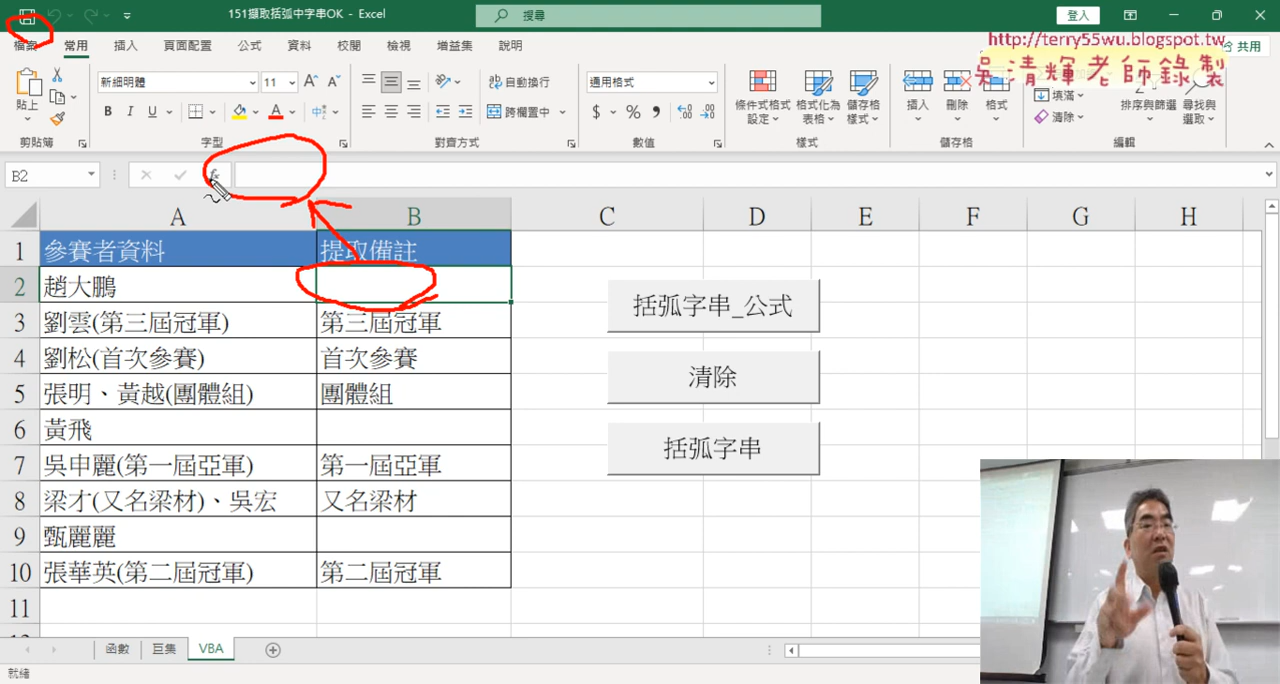 151擷取括弧中字串OK - Excel
搜尋
登入
檔案 常用 插入 頁面配置 公式 資料 校閱 檢視 增益集 說明
共用
http://terry55wu.blogspot.tw
吳清輝老師錄製
貼上
新細明體 11
B I U
自動換行
跨欄置中
通用格式
$ %
條件式格式設定
格式化為表格
儲存格樣式
插入 刪除 格式
填滿
清除
排序與篩選
尋找與選取
剪貼簿 字型 對齊方式 數值 樣式 儲存格 編輯
B2
fx
A B C D E F G H
1 參賽者資料 提取備註
2 趙大鵬
3 劉雲(第三屆冠軍) 第三屆冠軍
4 劉松(首次參賽) 首次參賽
5 張明、黃越(團體組) 團體組
6 黃飛
7 吳申麗(第一屆亞軍) 第一屆亞軍
8 梁才(又名梁材)、吳宏 又名梁材
9 甄麗麗
10 張華英(第二屆冠軍) 第二屆冠軍
11
括弧字串_公式
清除
括弧字串
函數 巨集 VBA
就緒